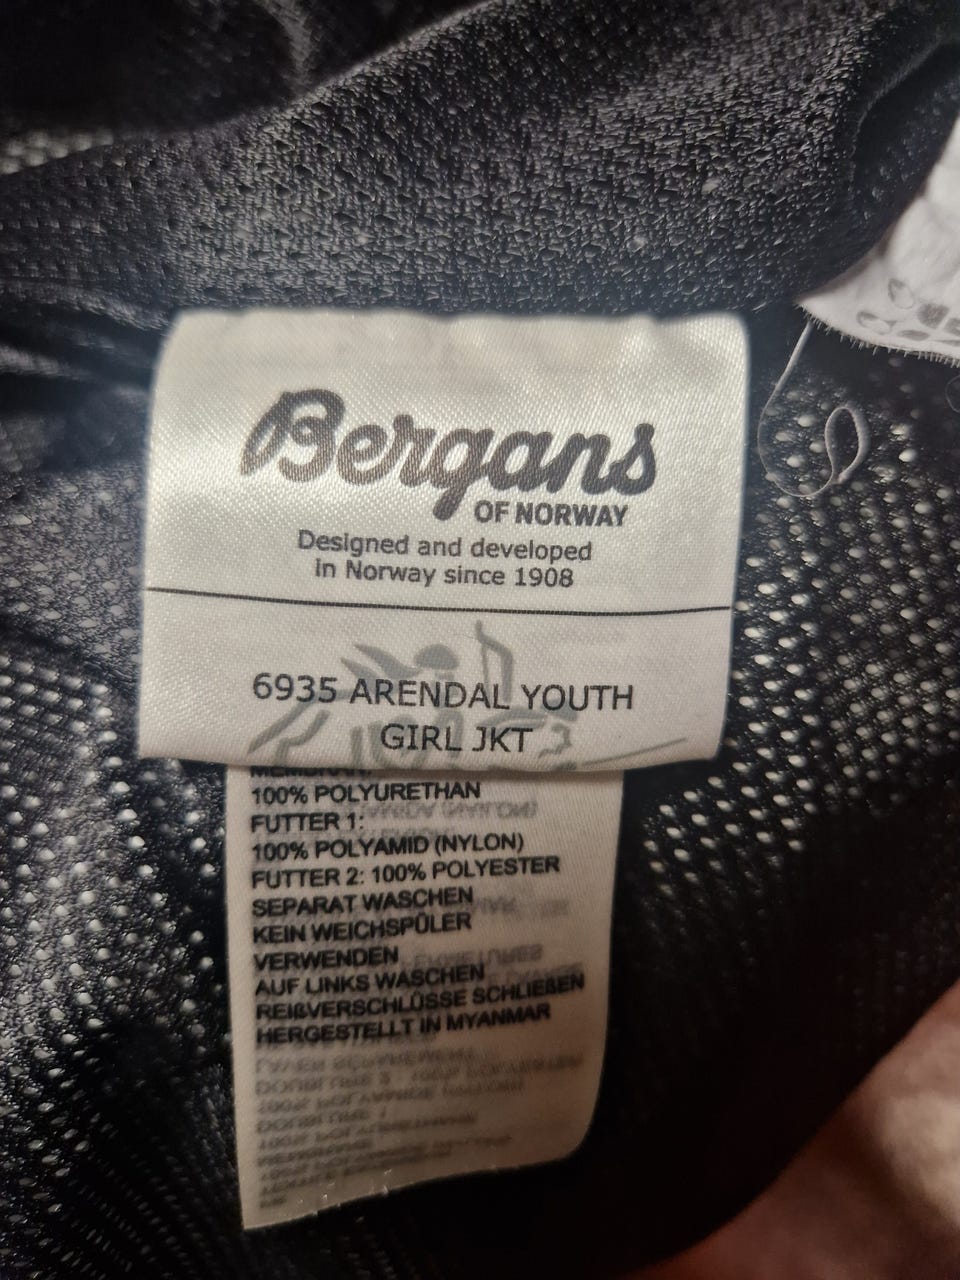 Bergans
OF NORWAY
Designed and developed
in Norway since 1908
6935 ARENDAL YOUTH
GIRL JKT
MEMBRAN:
100% POLYURETHAN
FUTTER 1:
100% POLYAMID (NYLON)
FUTTER 2: 100% POLYESTER
SEPARAT WASCHEN
KEIN WEICHSPÜLER
VERWENDEN
AUF LINKS WASCHEN
REIßVERSCHLÜSSE SCHLIEßEN
HERGESTELLT IN MYANMAR